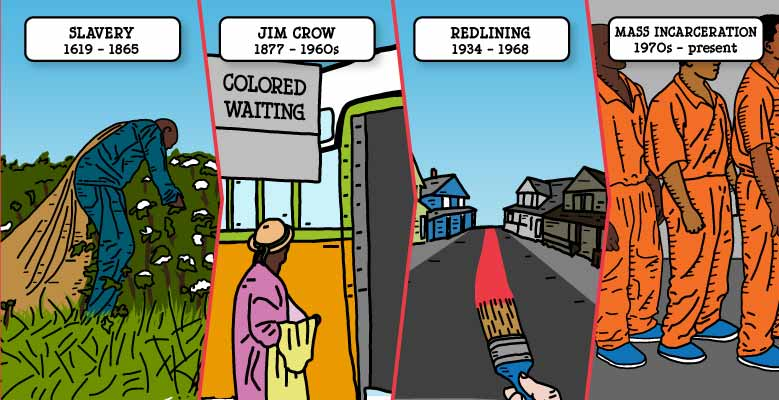 SLAVERY
1619 – 1865
JIM CROW
1877 – 1960s
COLORED
WAITING
REDLINING
1934 – 1968
MASS INCARCERATION
1970s – present